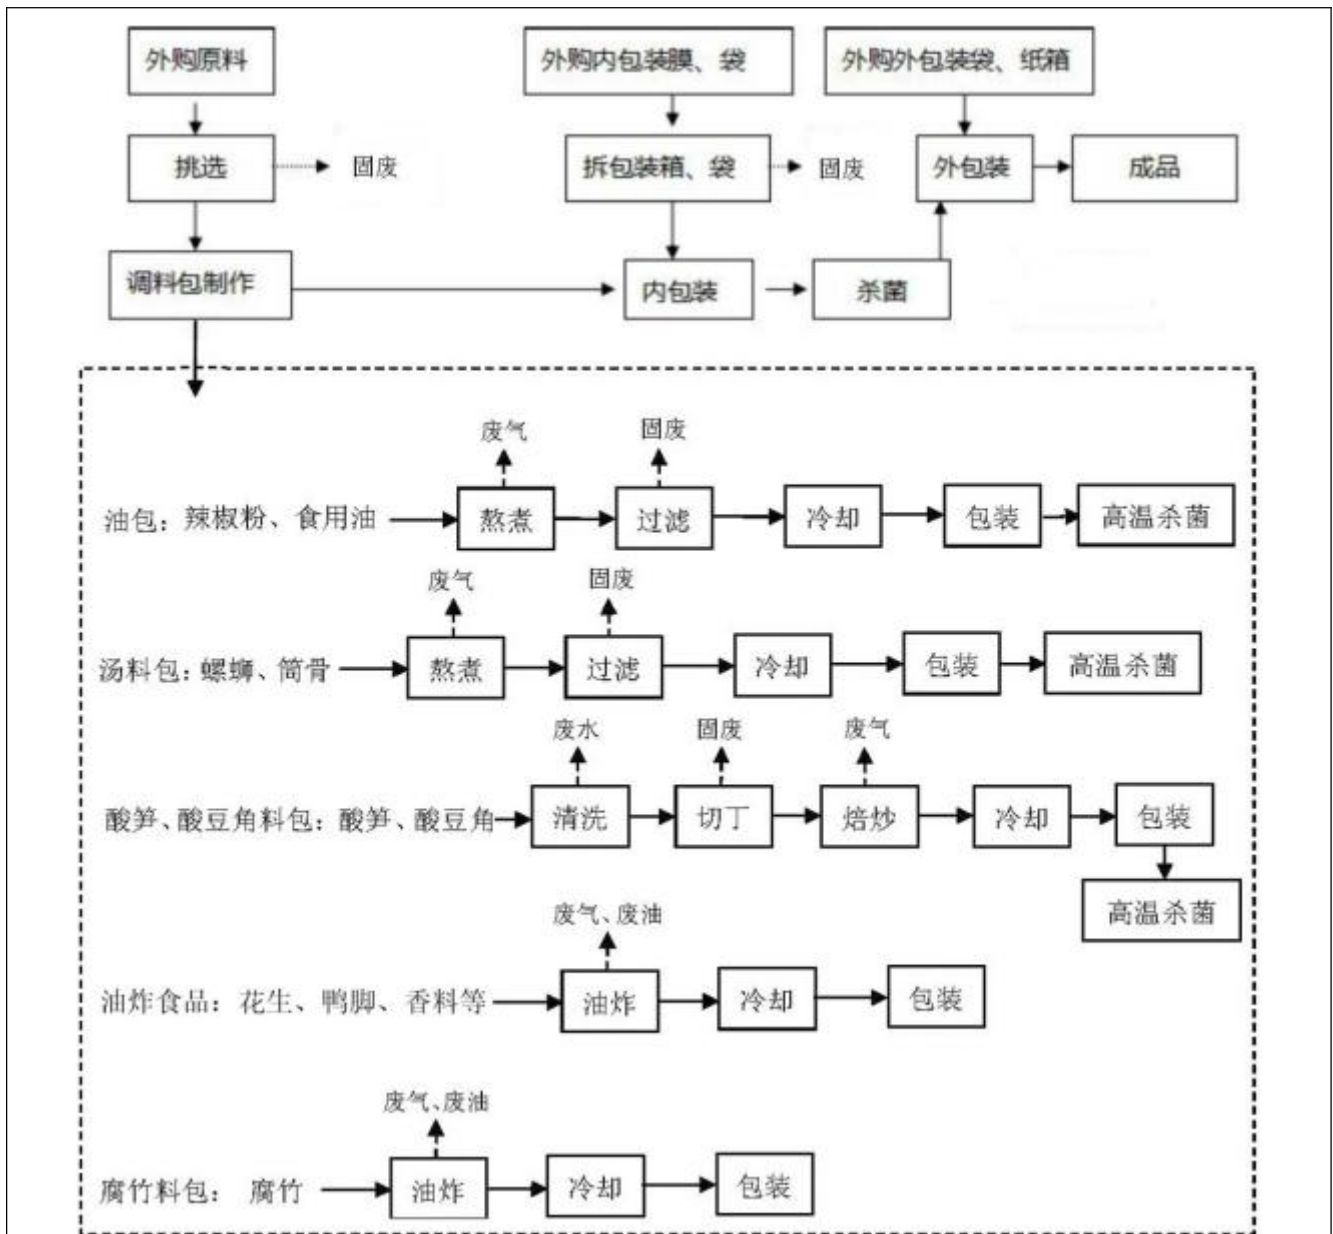 外购原料
外购内包装膜、袋
外购外包装袋、纸箱
挑选
固废
拆包装箱、袋
固废
外包装
成品
调料包制作
内包装
杀菌
废气
固废
油包：辣椒粉、食用油
熬煮
过滤
冷却
包装
高温杀菌
废气
固废
汤料包：螺蛳、筒骨
熬煮
过滤
冷却
包装
高温杀菌
废水
固废
废气
酸笋、酸豆角料包：酸笋、酸豆角
清洗
切丁
焙炒
冷却
包装
高温杀菌
废气、废油
油炸食品：花生、鸭脚、香料等
油炸
冷却
包装
废气、废油
腐竹料包： 腐竹
油炸
冷却
包装